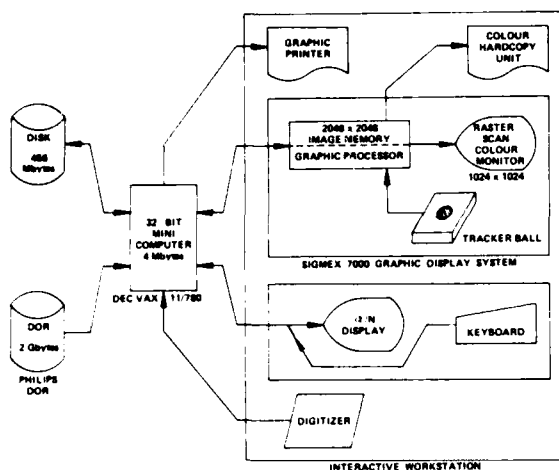 GRAPHIC
PRINTER
COLOUR
HARDCOPY
UNIT
DISK
Mbytes
2048 x 2048
IMAGE MEMORY
GRAPHIC PROCESSOR
RASTER
SCAN
COLOUR
MONITOR
1024 x 1024
TRACKER BALL
SIGMEX 7000 GRAPHIC DISPLAY SYSTEM
32 BIT
MINI
COMPUTER
4 Mbytes
DEC VAX 11/780
DOR
2 Gbytes
PHILIPS
DOR
DISPLAY
KEYBOARD
DIGITIZER
INTERACTIVE WORKSTATION